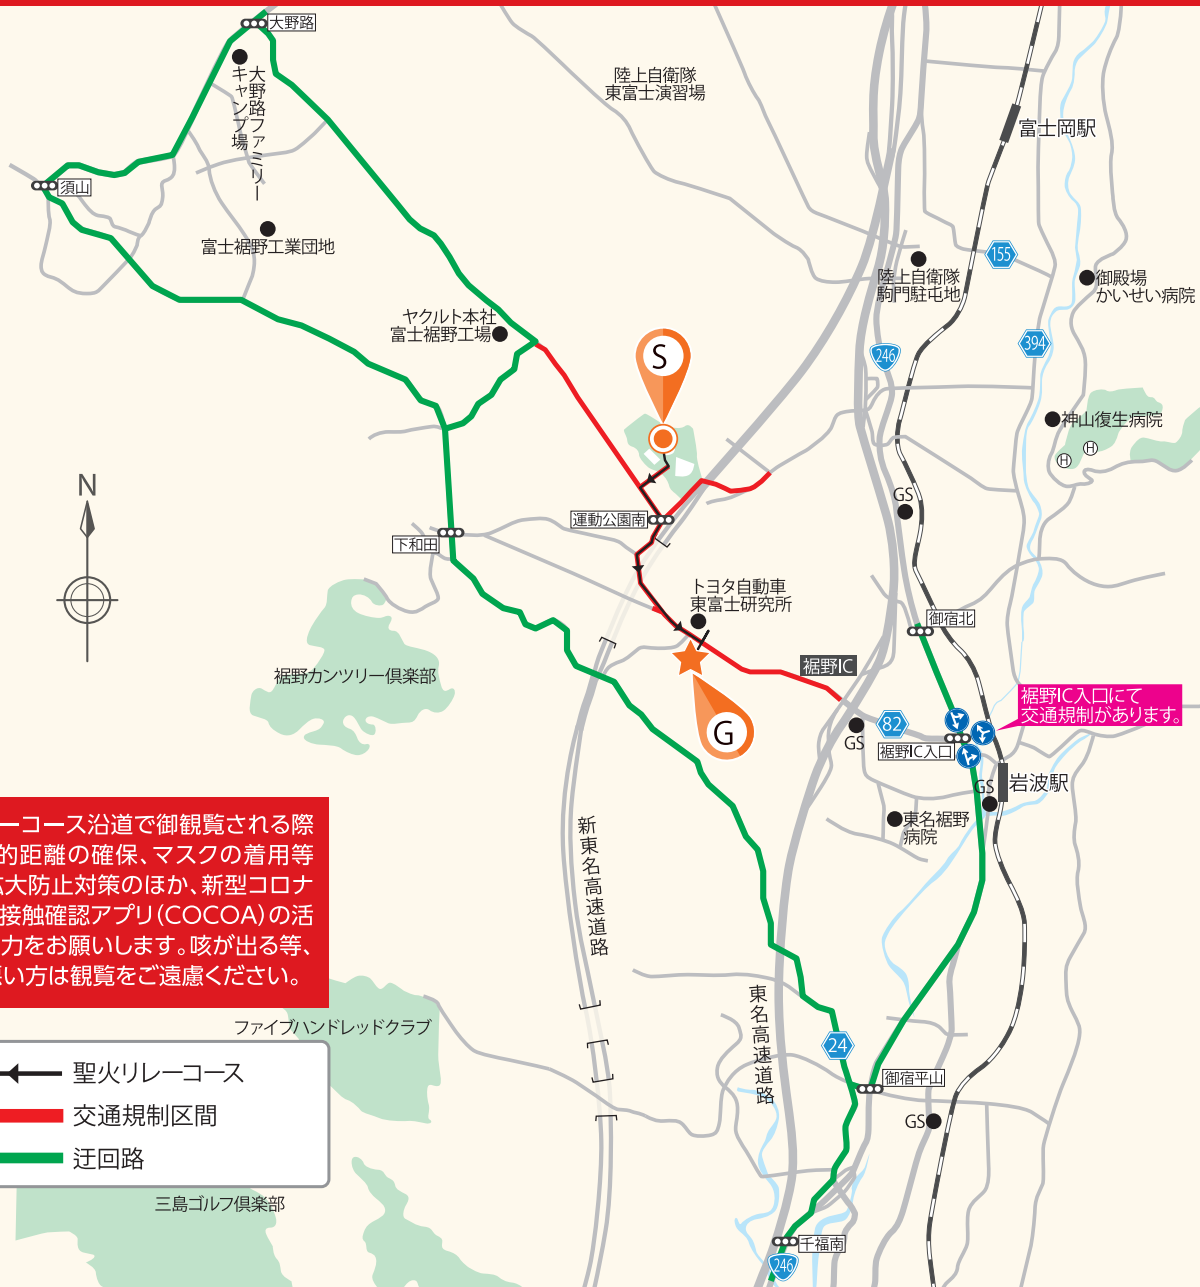 大野路
大野路ファミリー
キャンプ場
陸上自衛隊
東富士演習場
富士岡駅
須山
富士裾野工業団地
155
陸上自衛隊
駒門駐屯地
御殿場
かいせい病院
ヤクルト本社
富士裾野工場
S
246
394
神山復生病院
H
H
N
GS
運動公園南
下和田
トヨタ自動車
東富士研究所
御宿北
裾野カンツリー倶楽部
裾野IC
裾野IC入口にて
交通規制があります。
G
82
GS
裾野IC入口
岩波駅
GS
東名裾野
病院
新東名高速道路
ーコース沿道で御観覧される際
的距離の確保、マスクの着用等
広大防止対策のほか、新型コロナ
接触確認アプリ(COCOA)の活
力をお願いします。咳が出る等、
悪い方は観覧をご遠慮ください。
東名高速道路
ファイブハンドレッドクラブ
24
聖火リレーコース
交通規制区間
迂回路
御宿平山
GS
三島ゴルフ倶楽部
千福南
246